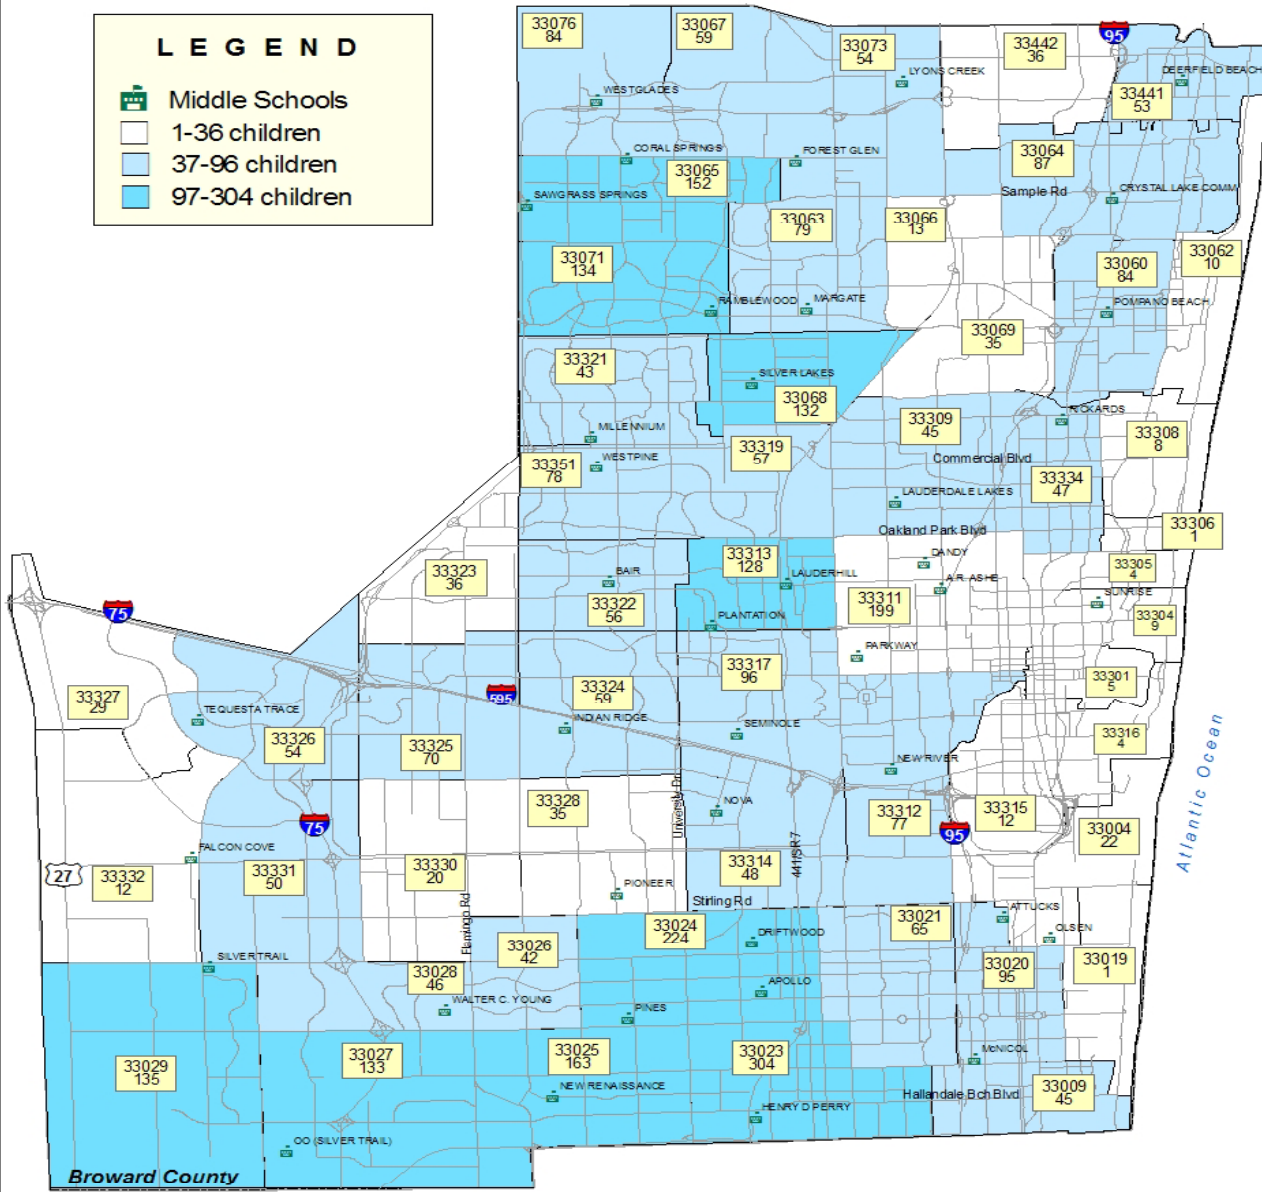 L E G E N D
Middle Schools
1-36 children
37-96 children
97-304 children
33076
84
33067
59
33073
54
33442
36
95
LYONS CREEK
DEERFIELD BEACH
33441
53
WESTGLADES
CORAL SPRINGS
FOREST GLEN
33064
87
33065
152
Sample Rd
CRYSTAL LAKE COMM
SAWGRASS SPRINGS
33063
79
33066
13
33071
134
33060
84
33062
10
RAMBLEWOOD
MARGATE
POMPANO BEACH
33069
35
33321
43
SILVER LAKES
33068
132
RICKARDS
33309
45
MILLENNIUM
33308
8
33319
57
Commercial Blvd
WESTPINE
33351
78
33334
47
LAUDERDALE LAKES
Oakland Park Blvd
33306
1
33313
128
DANDY
33305
4
33323
36
BAIR
LAUDERHILL
A.R. ASHE
SUNRISE
33322
56
33311
199
75
PLANTATION
33304
9
PARKWAY
33317
96
33301
5
33327
29
595
33324
59
TEQUESTA TRACE
INDIAN RIDGE
SEMINOLE
33326
54
33325
70
33316
4
Atlantic Ocean
NEW RIVER
University Dr
33328
35
NOVA
33312
77
33315
12
75
95
33004
22
441/SR 7
FALCON COVE
27
33332
12
33331
50
33330
20
33314
48
PIONEER
Stirling Rd
Flamingo Rd
ATTUCKS
33024
224
33021
65
OLSEN
DRIFTWOOD
33026
42
SILVER TRAIL
33020
95
33019
1
33028
46
APOLLO
WALTER C. YOUNG
PINES
33029
135
33027
133
33025
163
33023
304
McNICOL
NEW RENAISSANCE
33009
45
Hallandale Bch Blvd
HENRY D PERRY
OO (SILVER TRAIL)
Broward County